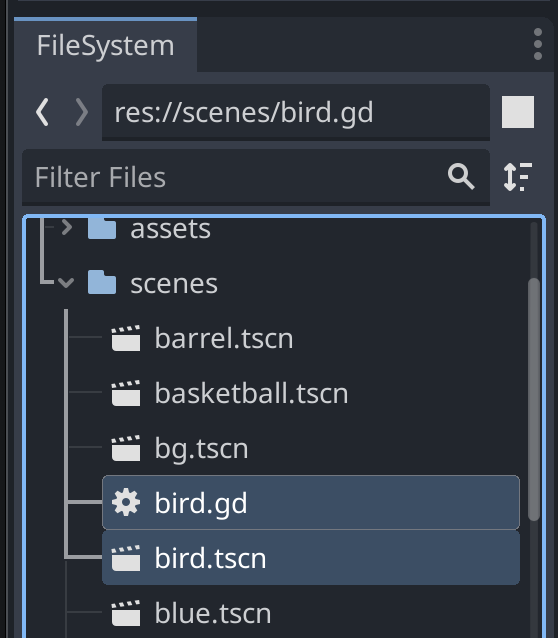 FileSystem
res://scenes/bird.gd
Filter Files
assets
scenes
barrel.tscn
basketball.tscn
bg.tscn
bird.gd
bird.tscn
blue.tscn